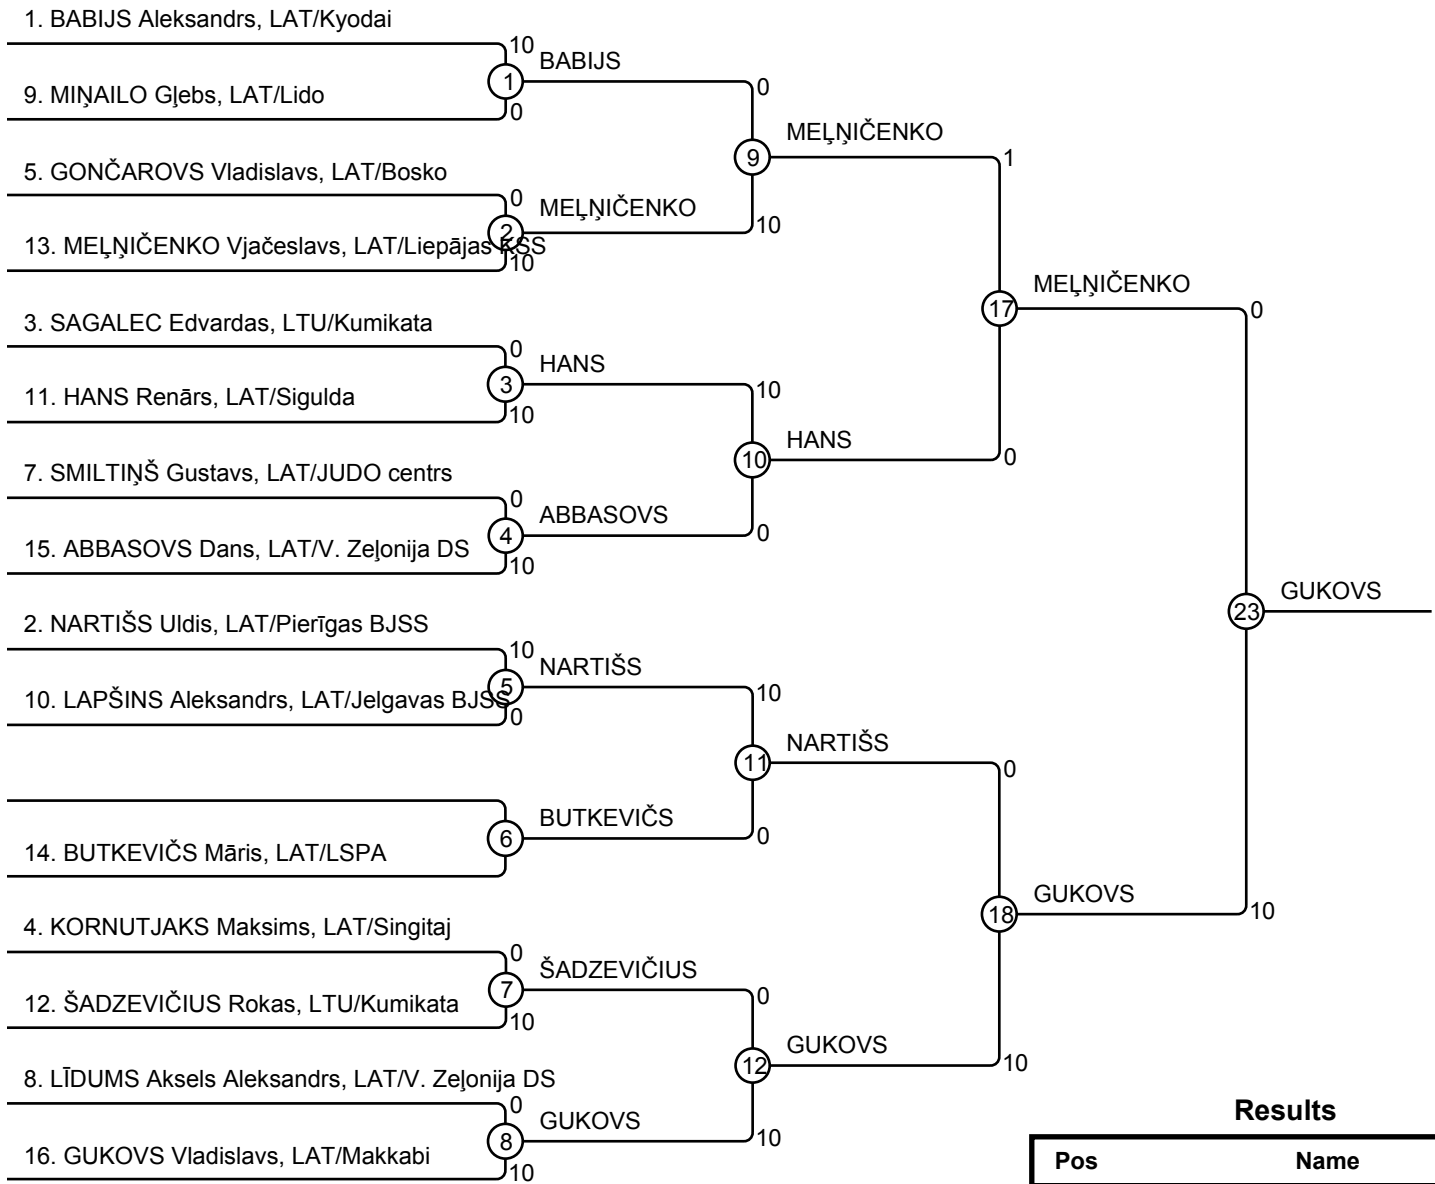 1. BABIJS Aleksandrs, LAT/Kyodai
10
1
BABIJS
0
9. MIŅAILO Gļebs, LAT/Lido
0
9
MEĻŅIČENKO
1
5. GONČAROVS Vladislavs, LAT/Bosko
0
2
MEĻŅIČENKO
10
13. MEĻŅIČENKO Vjačeslavs, LAT/Liepājas KSS
10
17
MEĻŅIČENKO
0
3. SAGALEC Edvardas, LTU/Kumikata
0
3
HANS
10
11. HANS Renārs, LAT/Sigulda
10
10
HANS
0
7. SMILTIŅŠ Gustavs, LAT/JUDO centrs
0
4
ABBASOVS
0
15. ABBASOVS Dans, LAT/V. Zeļonija DS
10
23
GUKOVS
2. NARTIŠS Uldis, LAT/Pierīgas BJSS
10
5
NARTIŠS
10
10. LAPŠINS Aleksandrs, LAT/Jelgavas BJSS
0
11
NARTIŠS
0
6
BUTKEVIČS
0
14. BUTKEVIČS Māris, LAT/LSPA
18
GUKOVS
10
4. KORNUTJAKS Maksims, LAT/Singitaj
0
7
ŠADZEVIČIUS
0
12. ŠADZEVIČIUS Rokas, LTU/Kumikata
10
12
GUKOVS
10
8. LĪDUMS Aksels Aleksandrs, LAT/V. Zeļonija DS
0
8
GUKOVS
10
16. GUKOVS Vladislavs, LAT/Makkabi
10
Results
Pos Name